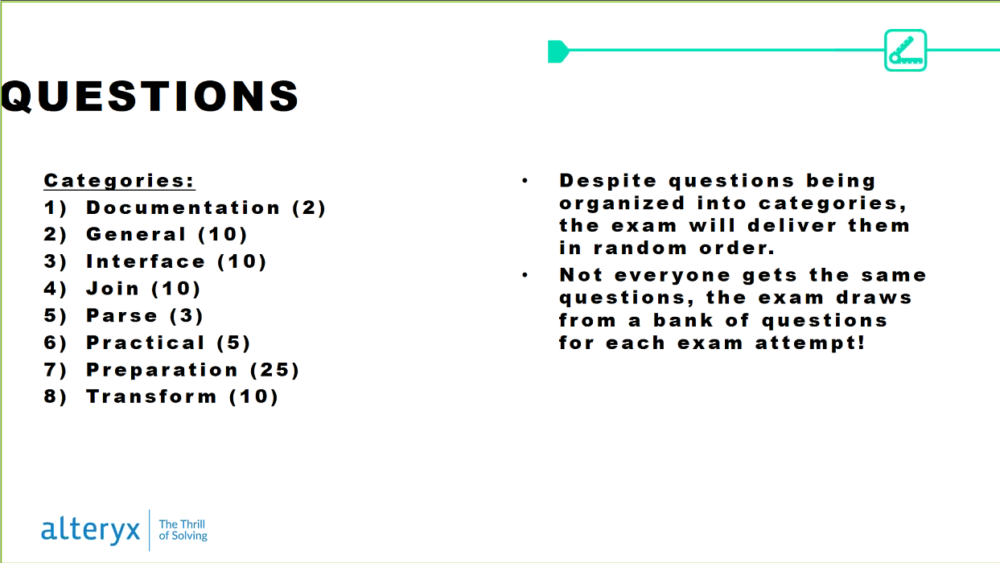 QUESTIONS
Categories:
1) Documentation (2)
2) General (10)
3) Interface (10)
4) Join (10)
5) Parse (3)
6) Practical (5)
7) Preparation (25)
8) Transform (10)
• Despite questions being
organized into categories,
the exam will deliver them
in random order.
• Not everyone gets the same
questions, the exam draws
from a bank of questions
for each exam attempt!
alteryx
The Thrill
of Solving